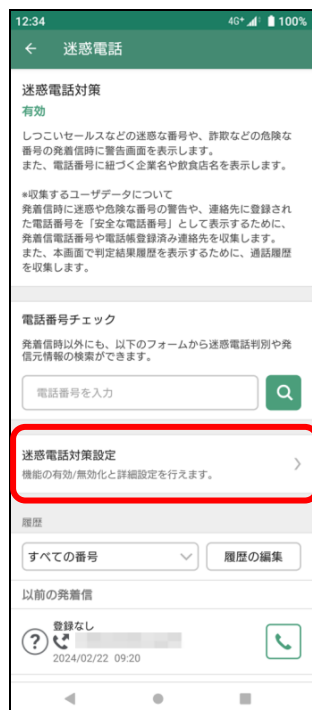 12:34 4G+ 100%
迷惑電話
迷惑電話対策
有効
しつこいセールスなどの迷惑な番号や、詐欺などの危険な
番号の発着信時に警告画面を表示します。
また、電話番号に紐づく企業名や飲食店名を表示します。
*収集するユーザデータについて
発着信時に迷惑や危険な番号の警告や、連絡先に登録され
た電話番号を「安全な電話番号」として表示するために、
発着信電話番号や電話帳登録済み連絡先を収集します。
また、本画面で判定結果履歴を表示するために、通話履歴
を収集します。
電話番号チェック
発着信時以外にも、以下のフォームから迷惑電話判別や発
信元情報の検索ができます。
電話番号を入力
迷惑電話対策設定
機能の有効/無効化と詳細設定を行えます。
履歴
すべての番号 履歴の編集
以前の発着信
登録なし
2024/02/22 09:20